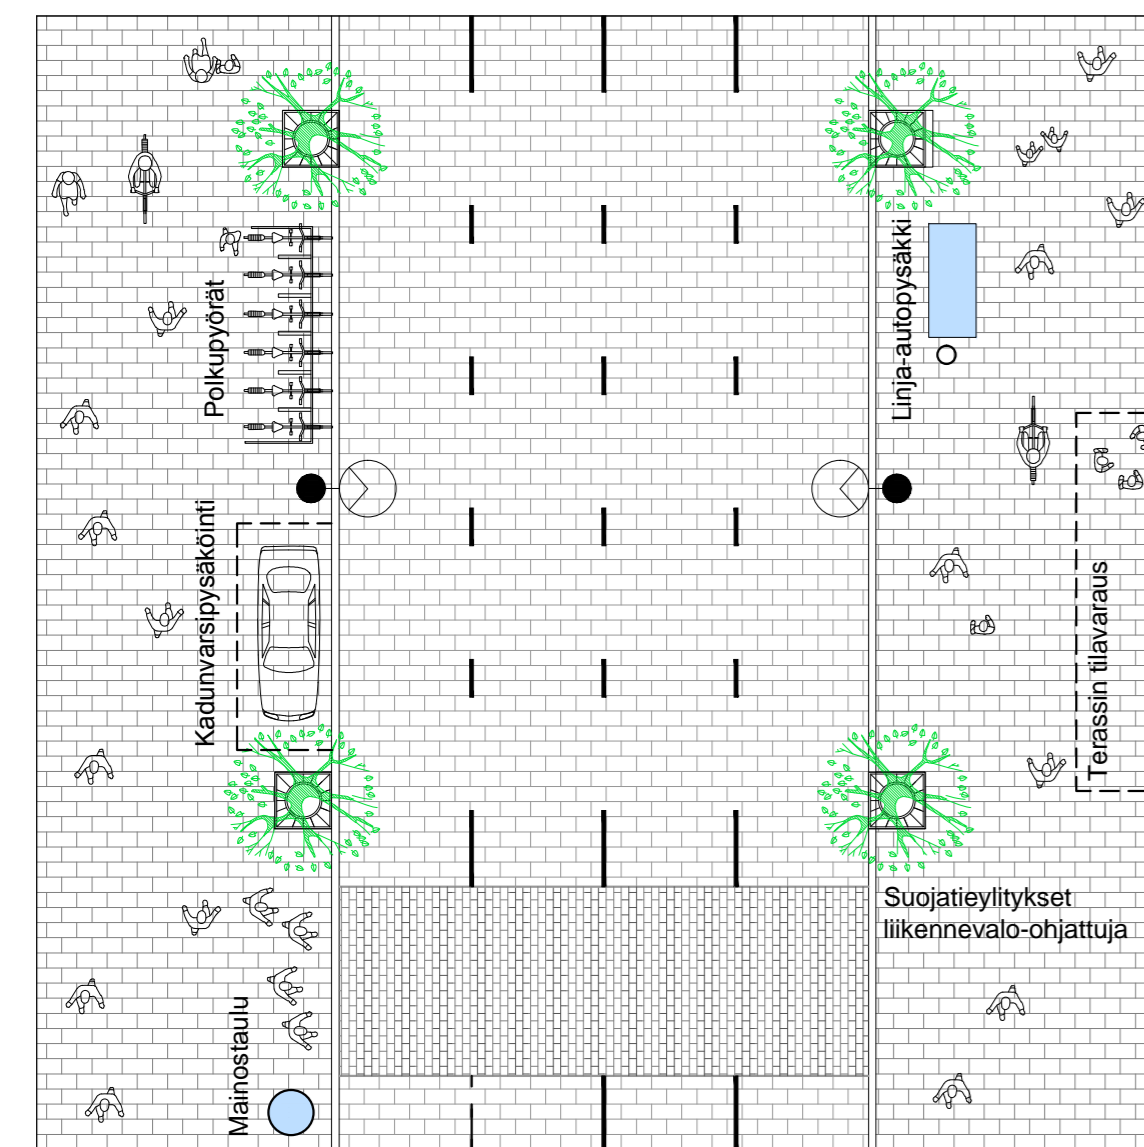 Polkupyörät
Linja-autopysäkki
Kadunvarsipysäköinti
Terassin tilavaraus
Suojatieylitykset
liikennevalo-ohjattuja
Mainostaulu